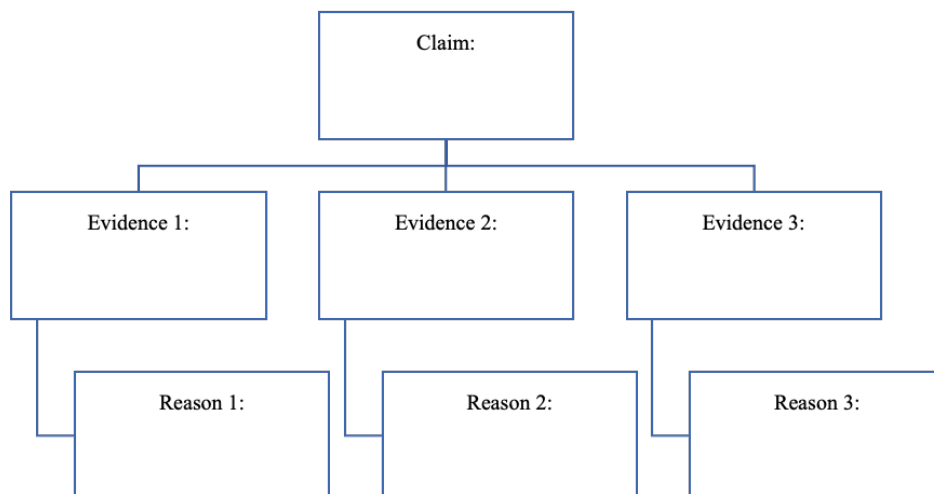 Claim:
Evidence 1:
Evidence 2:
Evidence 3:
Reason 1:
Reason 2:
Reason 3: